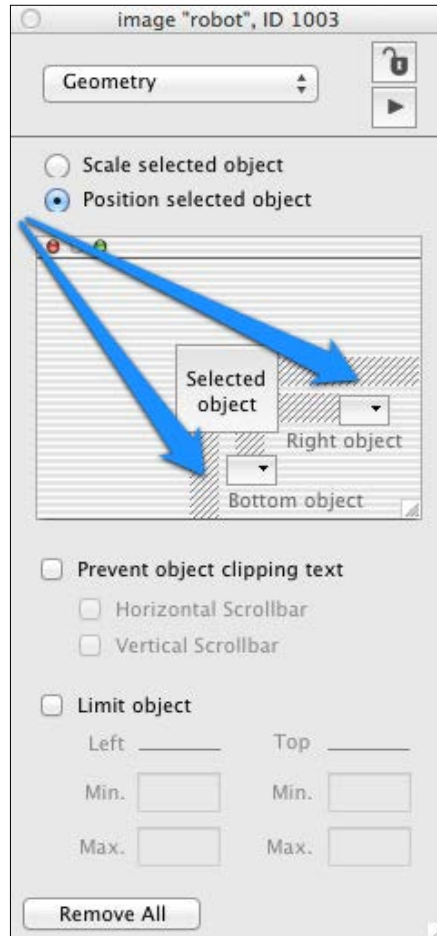 image "robot", ID 1003
Geometry
Scale selected object
Position selected object
Selected
object
Right object
Bottom object
Prevent object clipping text
Horizontal Scrollbar
Vertical Scrollbar
Limit object
Left Top
Min. Min.
Max. Max.
Remove All